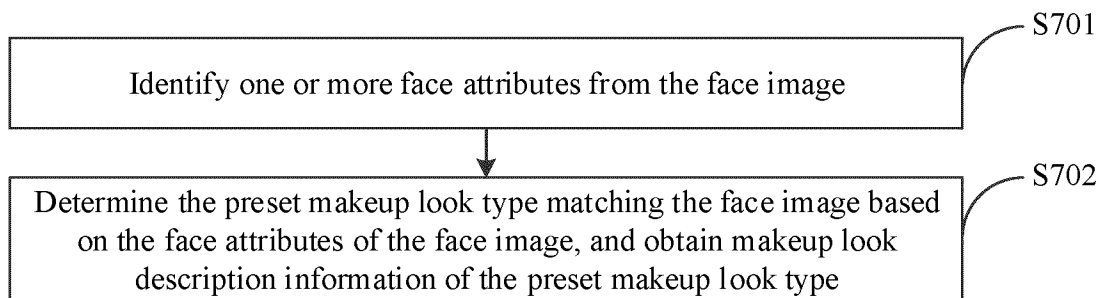 S701
Identify one or more face attributes from the face image
S702
Determine the preset makeup look type matching the face image based
on the face attributes of the face image, and obtain makeup look
description information of the preset makeup look type